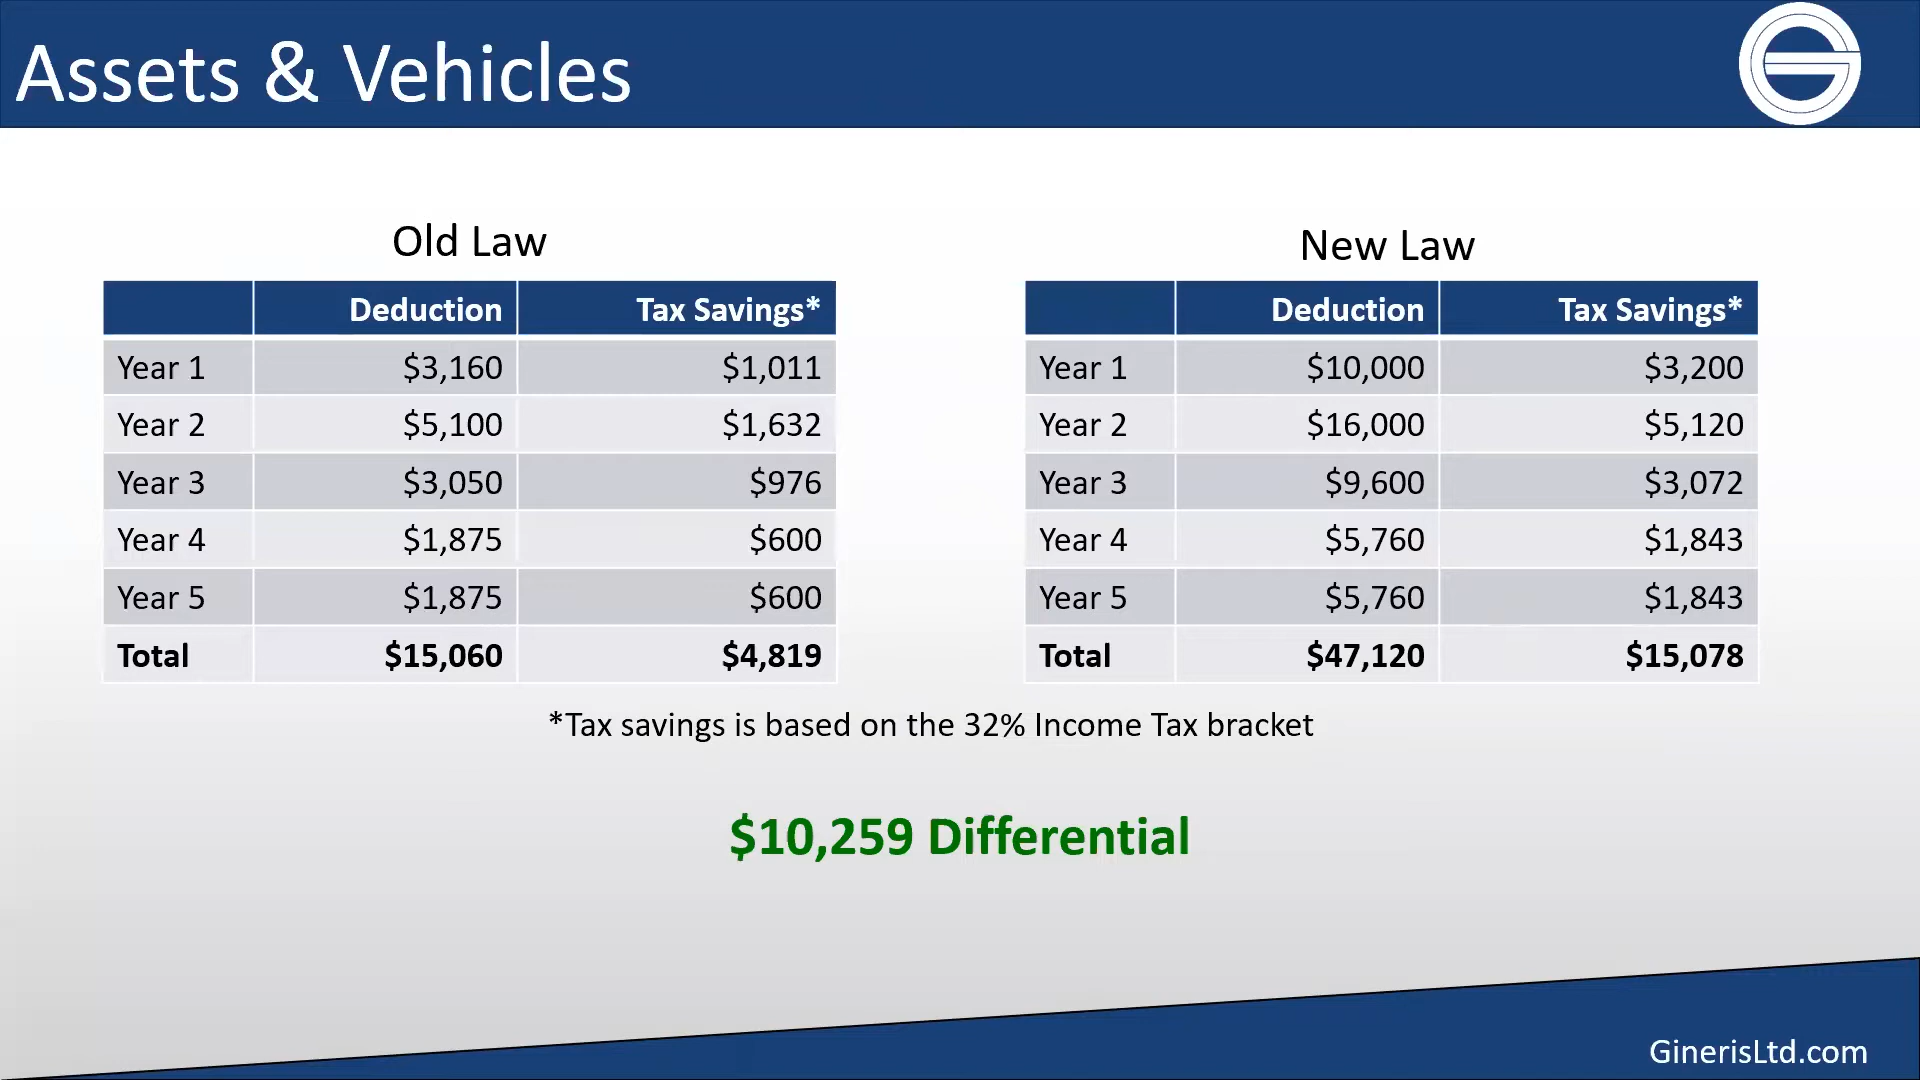 Assets & Vehicles
Old Law
Deduction Tax Savings*
Year 1 $3,160 $1,011
Year 2 $5,100 $1,632
Year 3 $3,050 $976
Year 4 $1,875 $600
Year 5 $1,875 $600
Total $15,060 $4,819
New Law
Deduction Tax Savings*
Year 1 $10,000 $3,200
Year 2 $16,000 $5,120
Year 3 $9,600 $3,072
Year 4 $5,760 $1,843
Year 5 $5,760 $1,843
Total $47,120 $15,078
*Tax savings is based on the 32% Income Tax bracket
$10,259 Differential
GinerisLtd.com